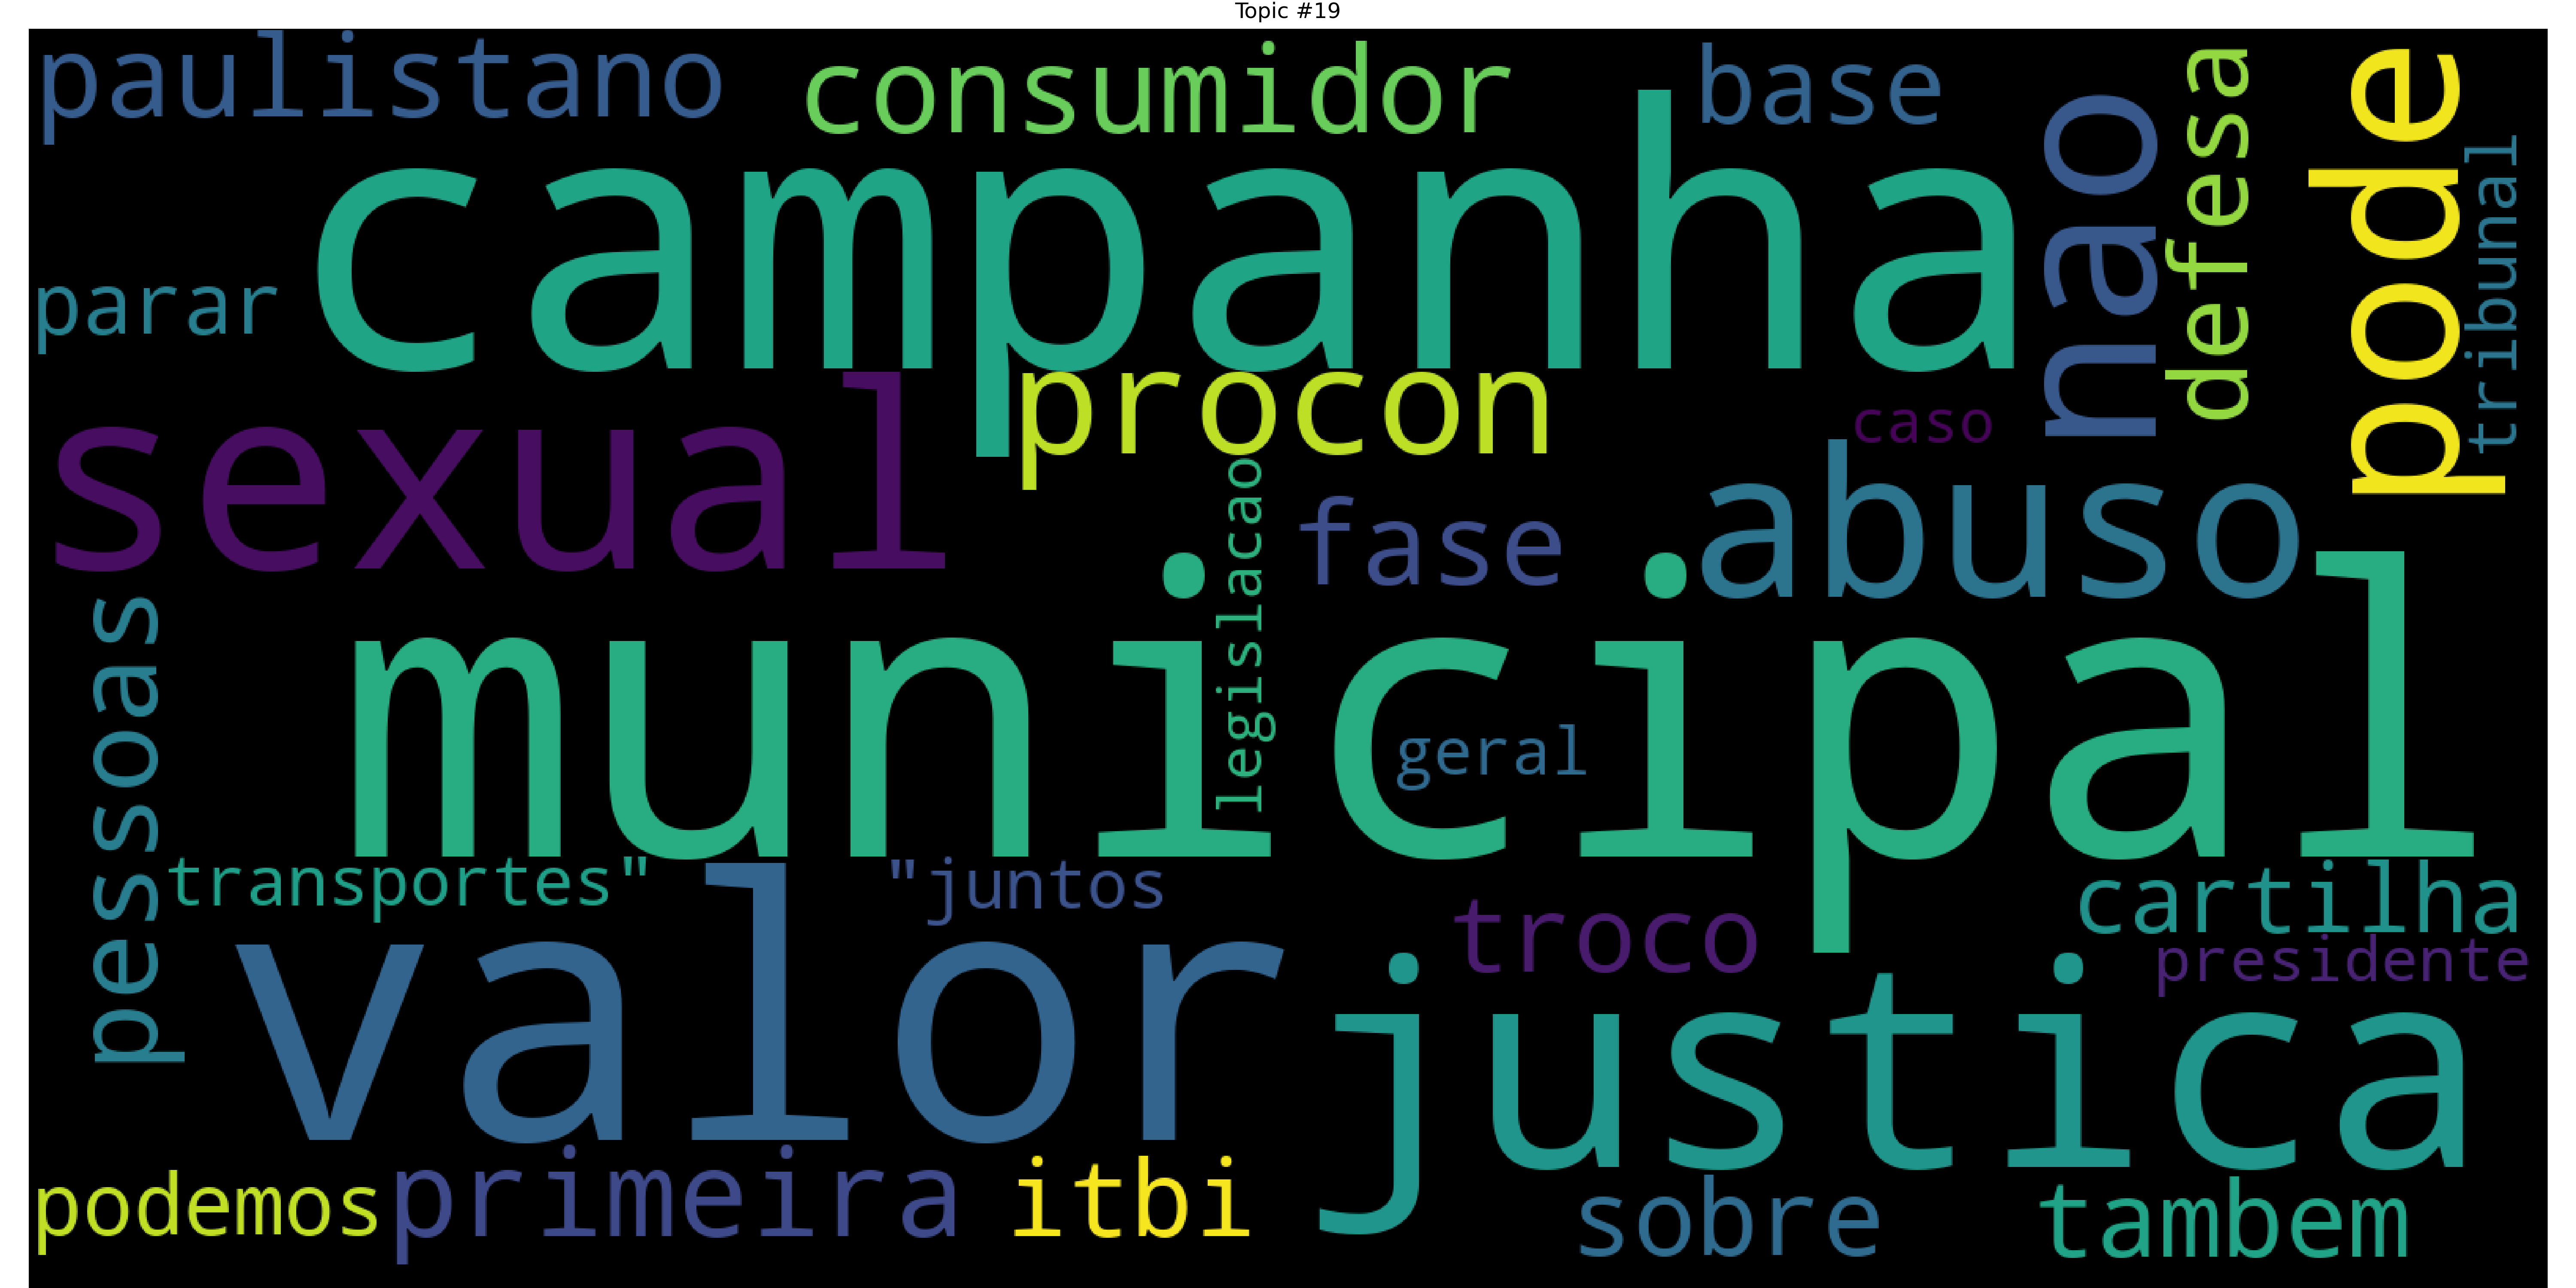 Topic #19
paulistano
consumidor
base
nao
defesa
pode
tribunal
campanha
parar
procon
sexual
caso
legislacao
fase
abuso
municipal
pessoas
geral
transportes"
"juntos
cartilha
troco
presidente
valor
justica
podemos
primeira
itbi
sobre
tambem